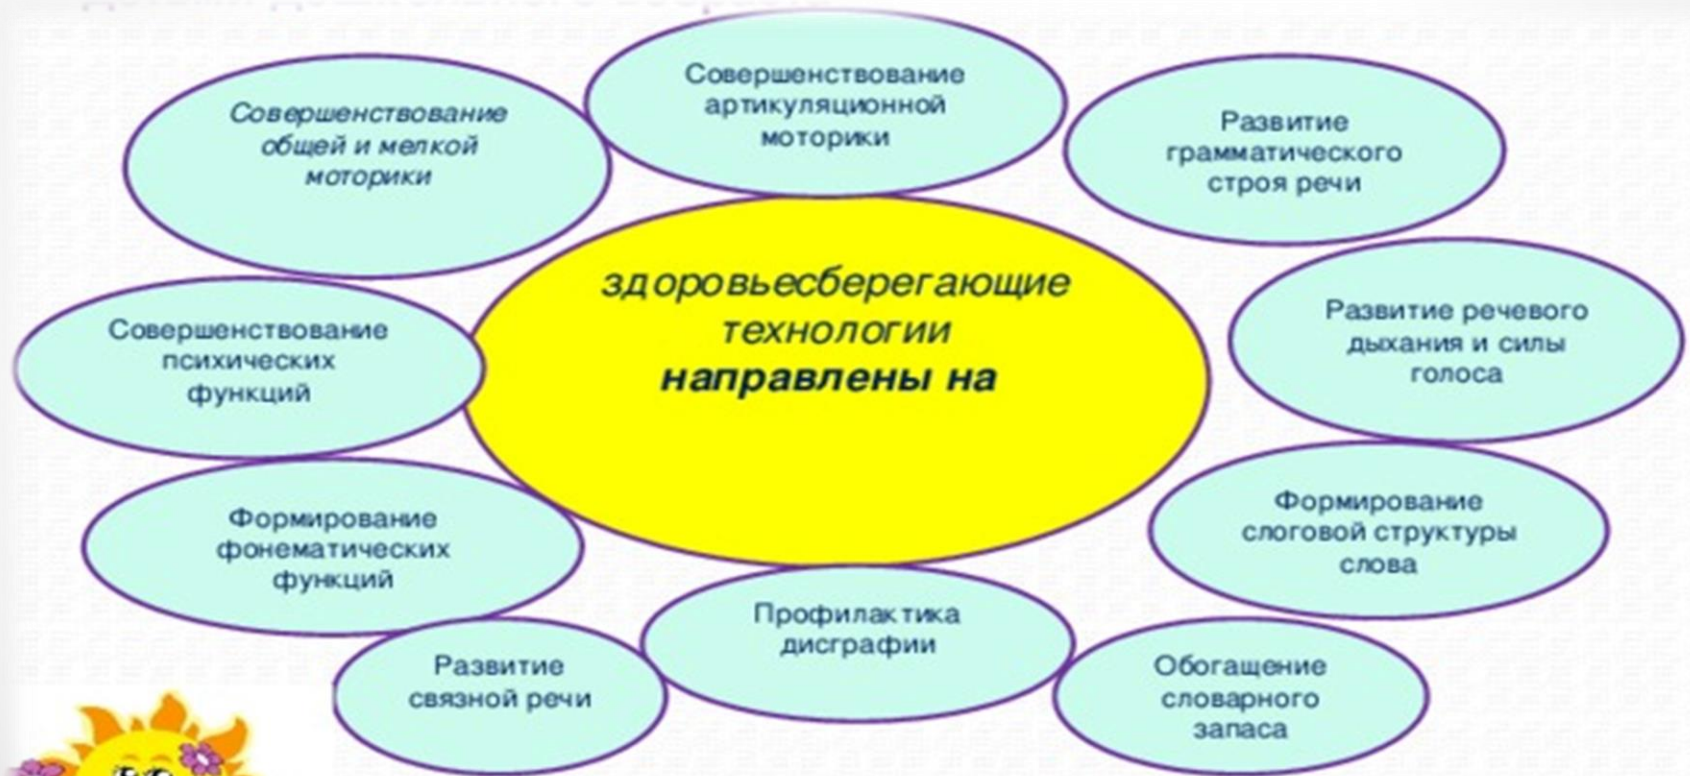 Совершенствование
артикуляционной
моторики
Совершенствование
общей и мелкой
моторики
Развитие
грамматического
строя речи
здоровьесберегающие
технологии
направлены на
Развитие речевого
дыхания и силы
голоса
Совершенствование
психических
функций
Формирование
слоговой структуры
слова
Формирование
фонематических
функций
Профилактика
дисграфии
Развитие
связной речи
Обогащение
словарного
запаса